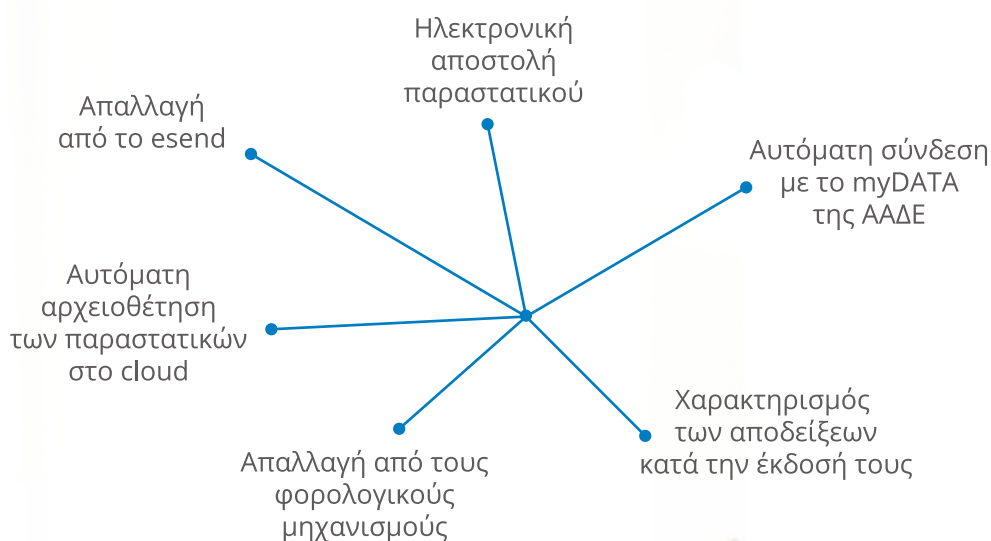 Ηλεκτρονική
αποστολή
παραστατικού
Απαλλαγή
από το esend
Αυτόματη σύνδεση
με το myDATA
της ΑΑΔΕ
Αυτόματη
αρχειοθέτηση
των παραστατικών
στο cloud
Χαρακτηρισμός
των αποδείξεων
κατά την έκδοσή τους
Απαλλαγή από τους
φορολογικούς
μηχανισμούς